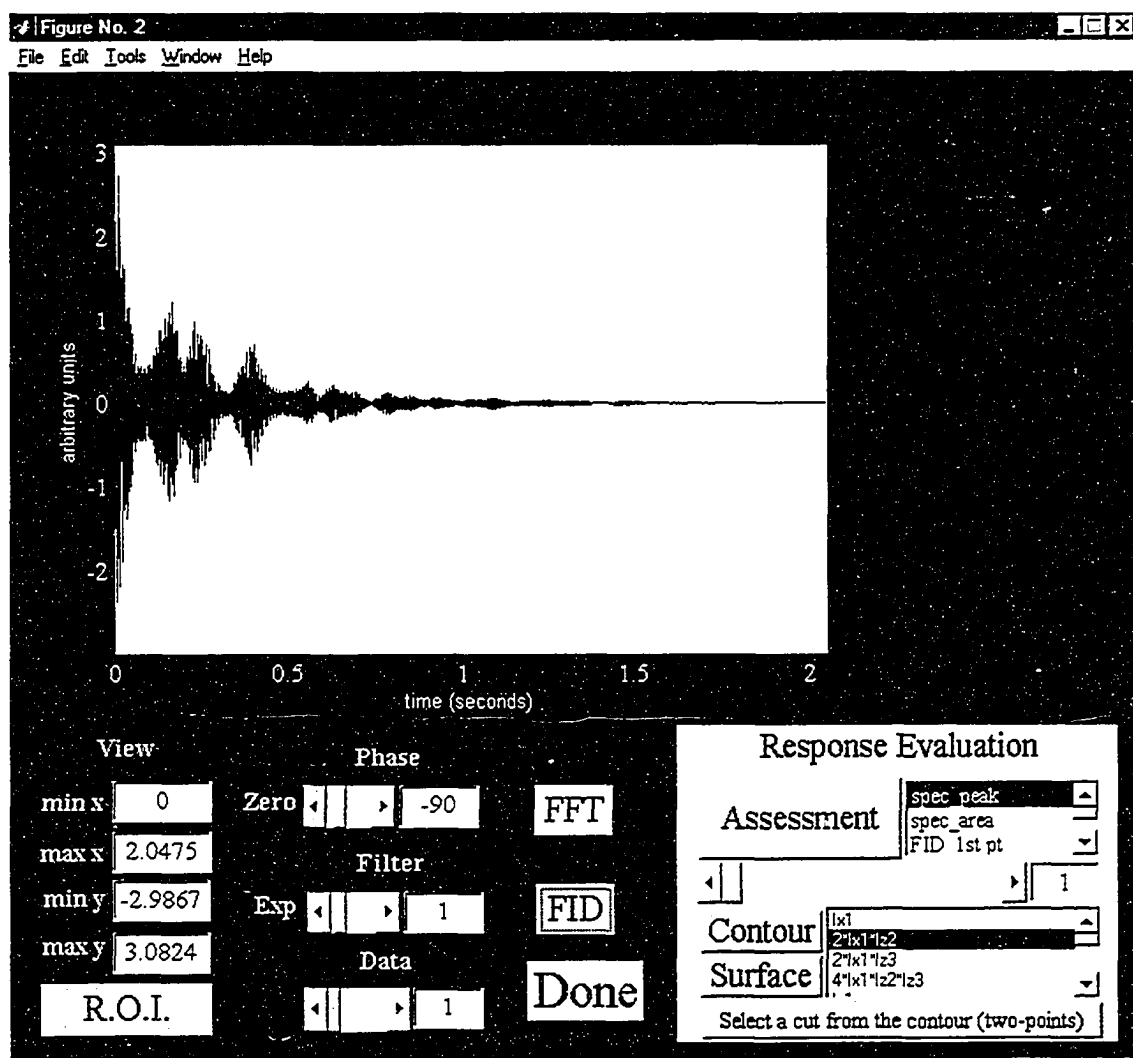 Figure No. 2
File Edit Tools Window Help
3
2
1
0
-1
-2
arbitrary units
0 0.5 1 1.5 2
time (seconds)
View
min x 0
max x 2.0475
min y -2.9867
max y 3.0824
R.O.I.
Phase
Zero -90
Filter
Exp 1
Data
1
FFT
FID
Done
Response Evaluation
Assessment
spec_peak
spec_area
FID 1st pt
1
Contour
Surface
Ix1
2*Ix1*Iz2
2*Ix1*Iz3
4*Ix1*Iz2*Iz3
Select a cut from the contour (two-points)